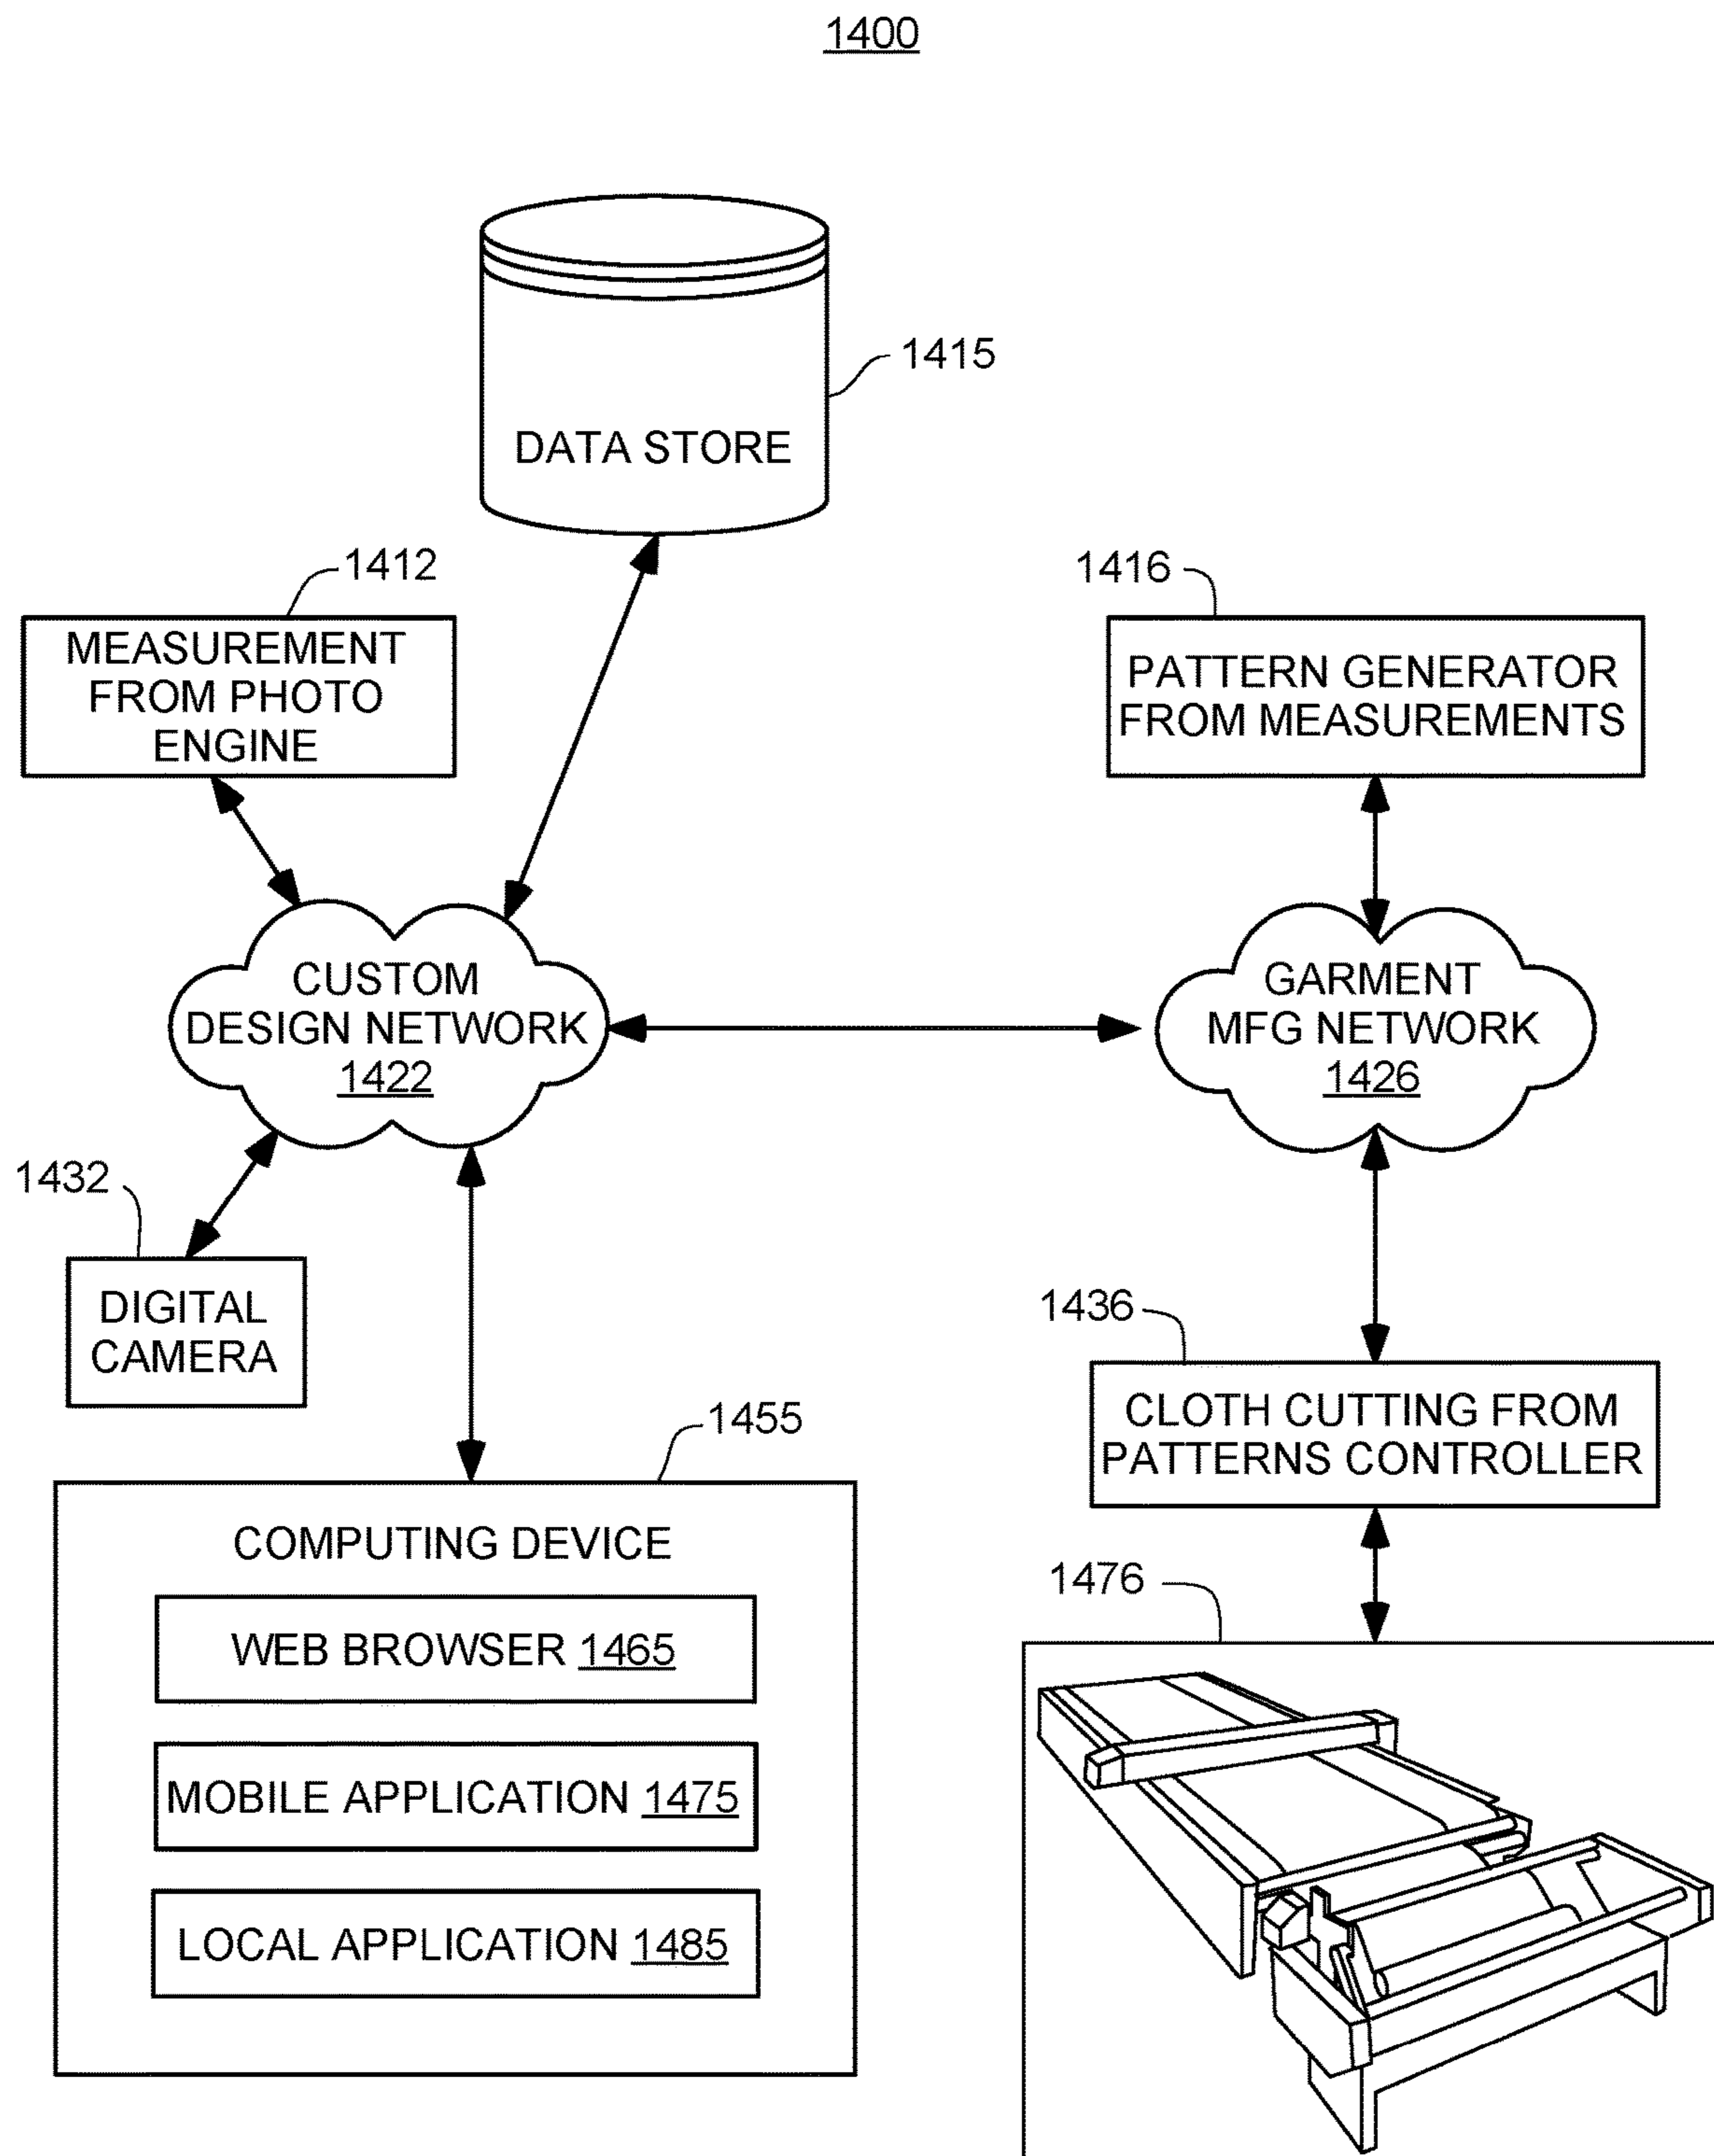 1400
1415
DATA STORE
1412
MEASUREMENT
FROM PHOTO
ENGINE
1416
PATTERN GENERATOR
FROM MEASUREMENTS
CUSTOM
DESIGN NETWORK
1422
GARMENT
MFG NETWORK
1426
1432
DIGITAL
CAMERA
1436
CLOTH CUTTING FROM
PATTERNS CONTROLLER
1455
COMPUTING DEVICE
WEB BROWSER 1465
MOBILE APPLICATION 1475
LOCAL APPLICATION 1485
1476